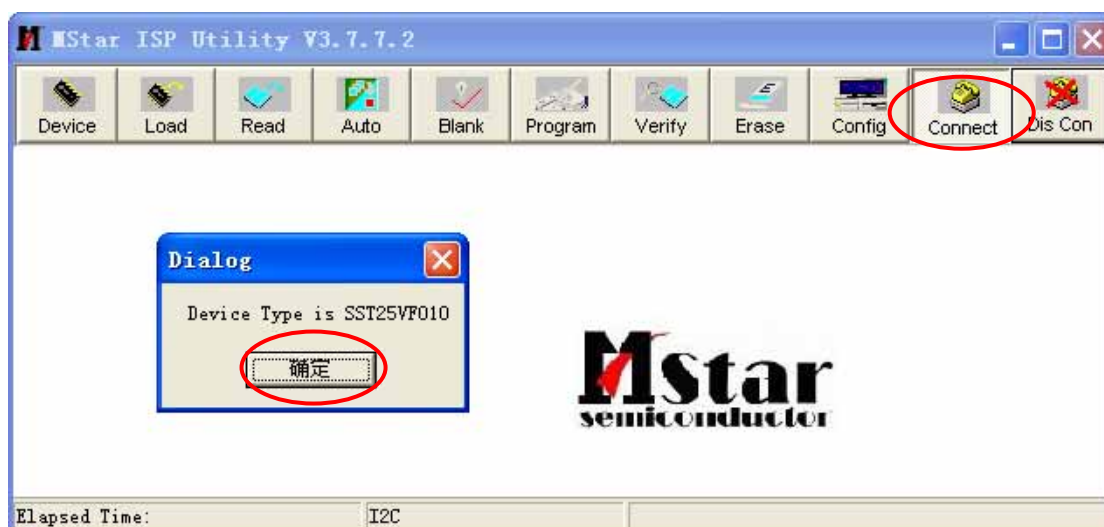 MStar ISP Utility V3.7.7.2
Device Load Read Auto Blank Program Verify Erase Config Connect Dis Con
Dialog
Device Type is SST25VF010
确定
MStar
semiconductor
Elapsed Time: I2C